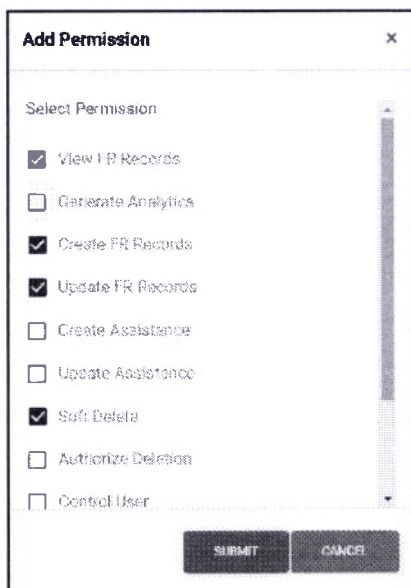 Add Permission ×
Select Permission
View FR Records
Generate Analytics
Create FR Records
Update FR Records
Create Assistance
Update Assistance
Soft Delete
Authorize Deletion
Control User
SUBMIT CANCEL